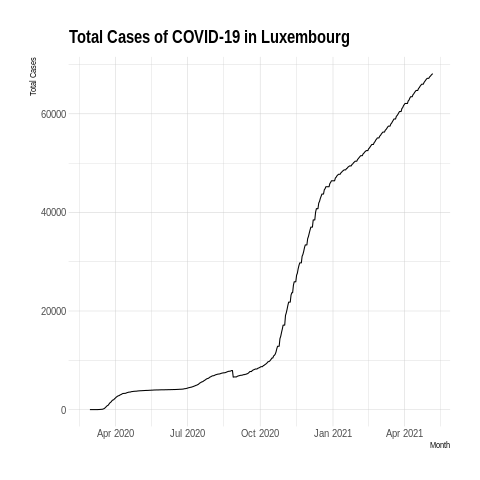 Total Cases of COVID-19 in Luxembourg
Total Cases
60000
40000
20000
0
Apr 2020 Jul 2020 Oct 2020 Jan 2021 Apr 2021
Month